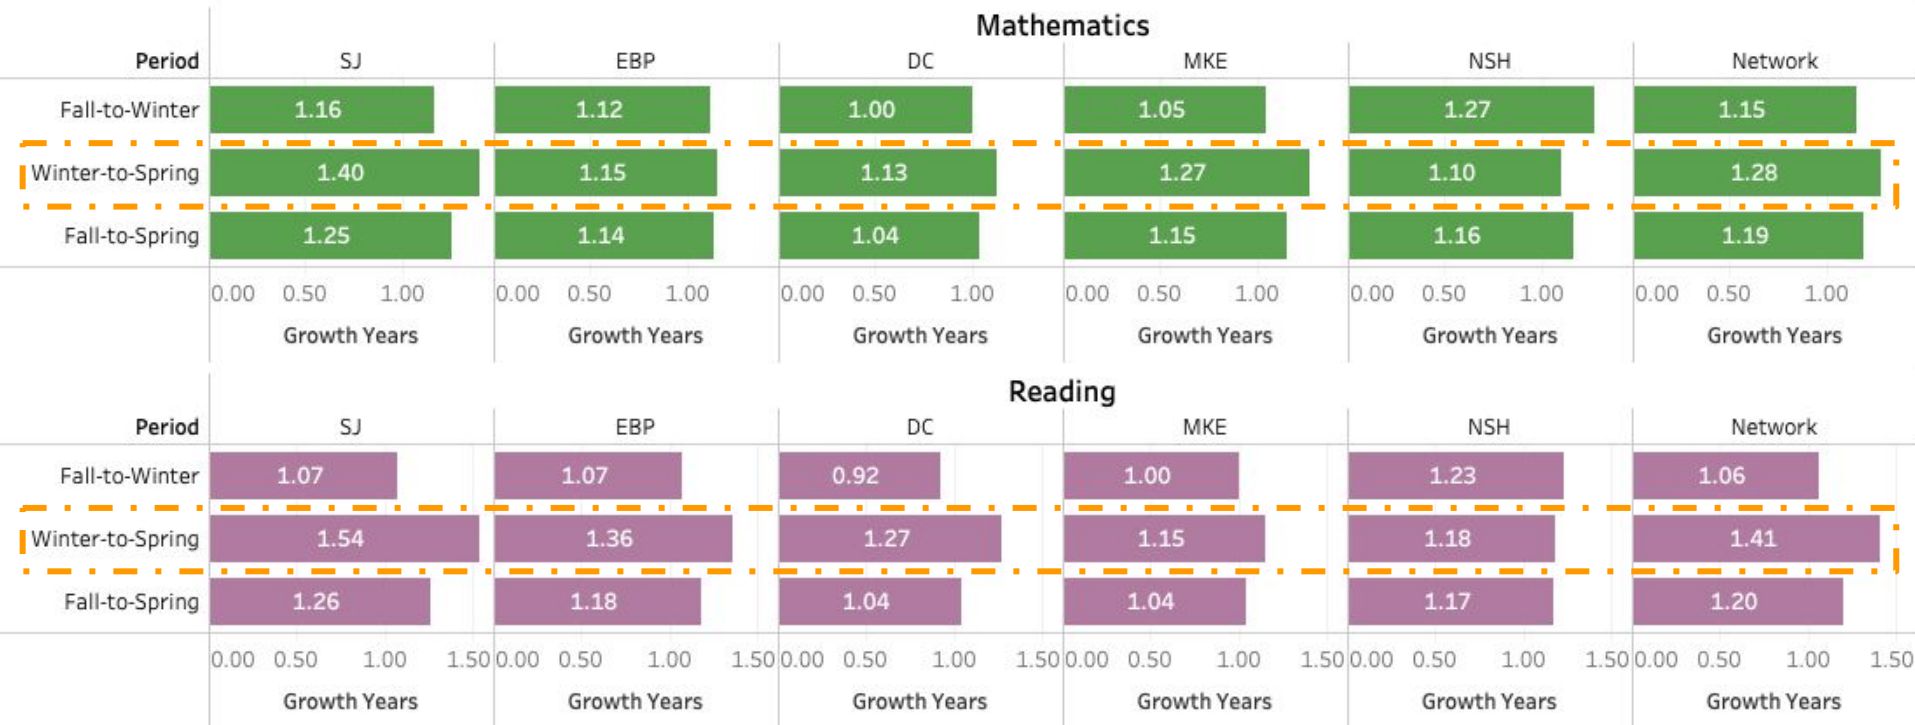 Mathematics
Period SJ EBP DC MKE NSH Network
Fall-to-Winter 1.16 1.12 1.00 1.05 1.27 1.15
Winter-to-Spring 1.40 1.15 1.13 1.27 1.10 1.28
Fall-to-Spring 1.25 1.14 1.04 1.15 1.16 1.19
0.00 0.50 1.00 0.00 0.50 1.00 0.00 0.50 1.00 0.00 0.50 1.00 0.00 0.50 1.00 0.00 0.50 1.00
Growth Years Growth Years Growth Years Growth Years Growth Years Growth Years
Reading
Period SJ EBP DC MKE NSH Network
Fall-to-Winter 1.07 1.07 0.92 1.00 1.23 1.06
Winter-to-Spring 1.54 1.36 1.27 1.15 1.18 1.41
Fall-to-Spring 1.26 1.18 1.04 1.04 1.17 1.20
0.00 0.50 1.00 1.50 0.00 0.50 1.00 1.50 0.00 0.50 1.00 1.50 0.00 0.50 1.00 1.50 0.00 0.50 1.00 1.50 0.00 0.50 1.00 1.50
Growth Years Growth Years Growth Years Growth Years Growth Years Growth Years